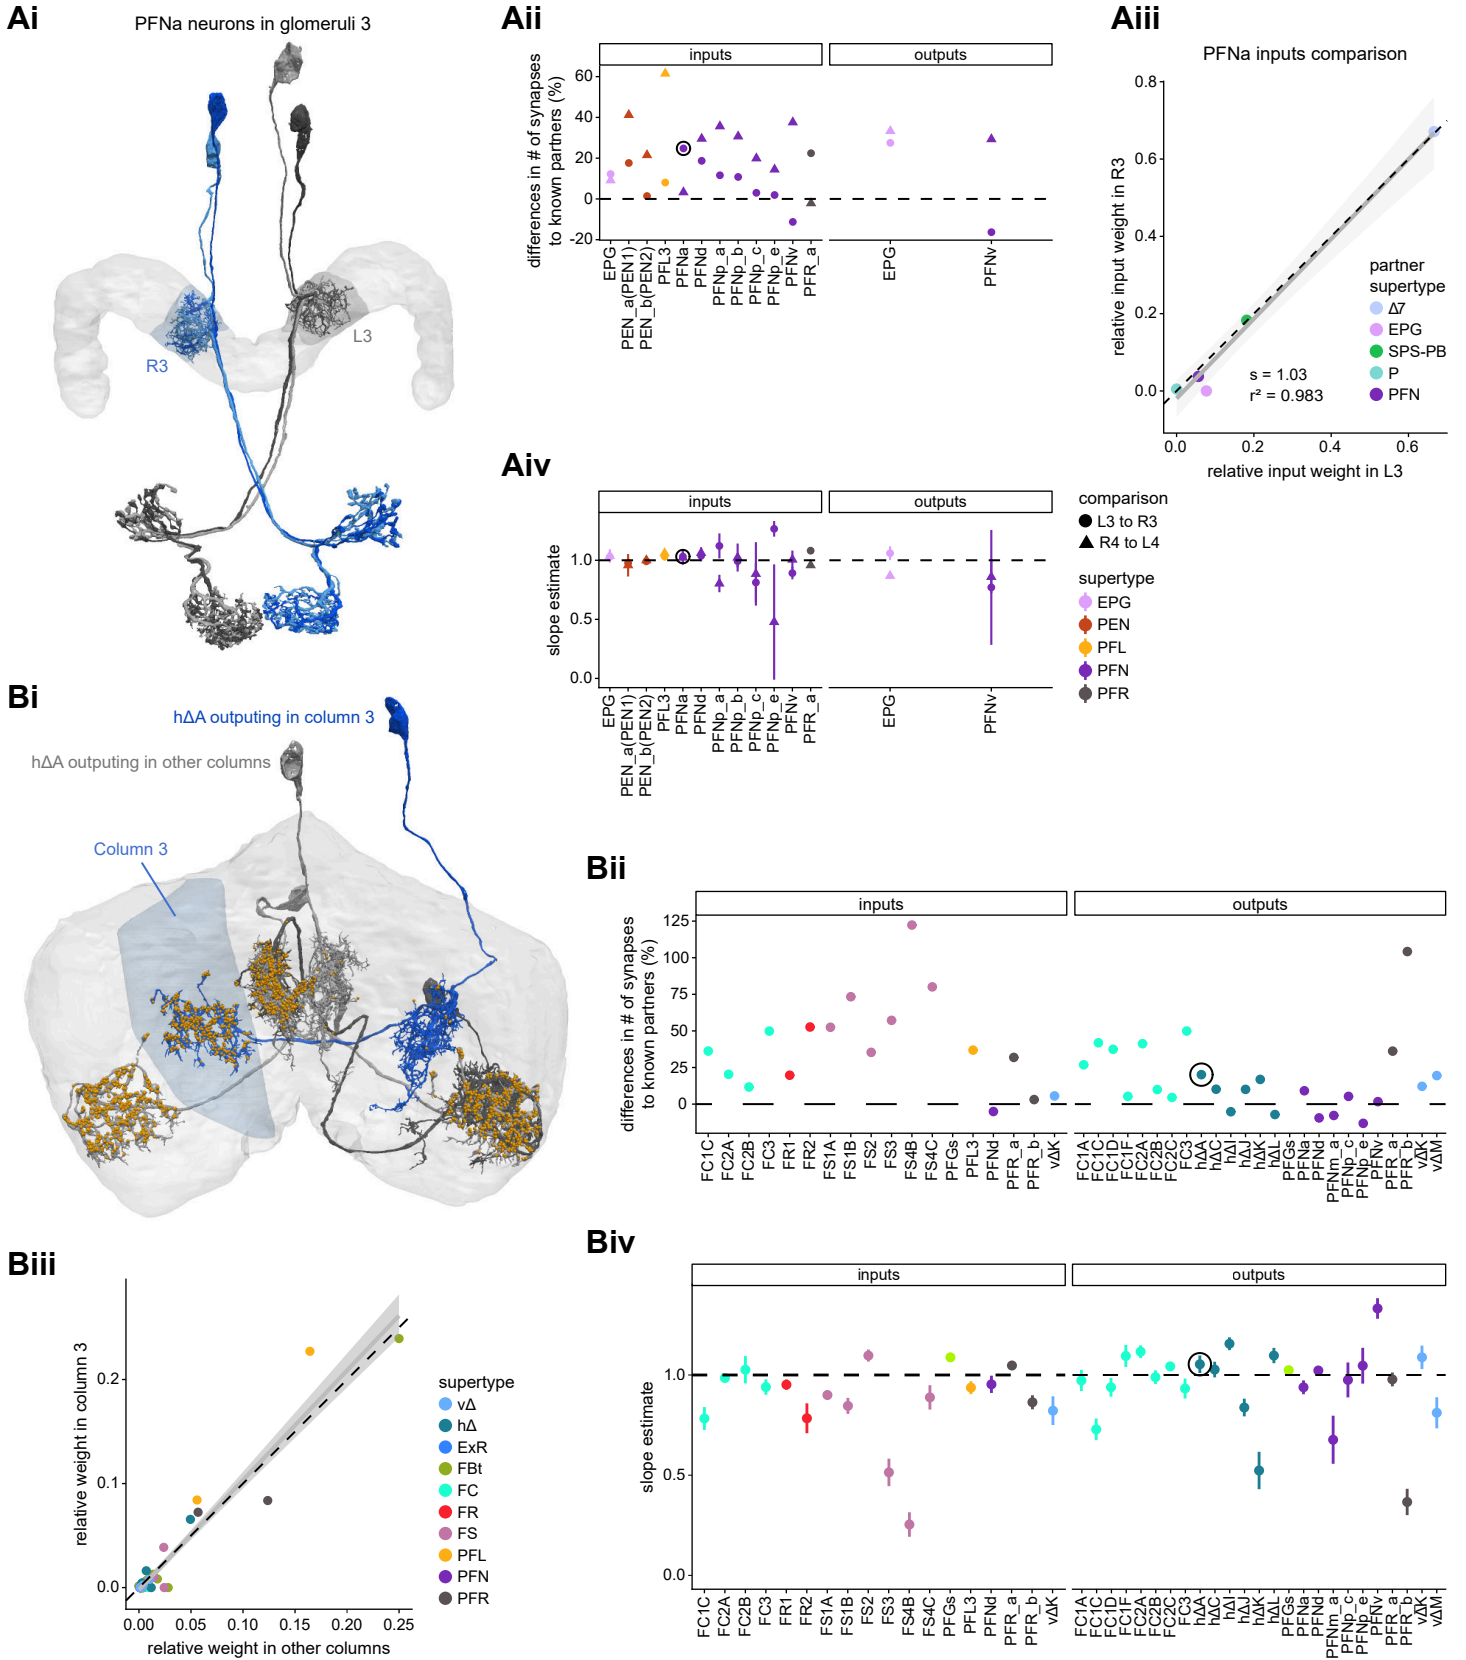 Ai
PFNa neurons in glomeruli 3
R3
L3
Aii
inputs
outputs
differences in # of synapses
to known partners (%)
60
40
20
0
-20
EPG
PEN_a(PEN1)
PEN_b(PEN2)
PFL3
PFNa
PFNd
PFNp_a
PFNp_b
PFNp_c
PFNp_e
PFNv
PFR_a
EPG
PFNv
Aiii
PFNa inputs comparison
relative input weight in R3
0.8
0.6
0.4
0.2
0.0
s = 1.03
r² = 0.983
0.0 0.2 0.4 0.6
relative input weight in L3
partner
supertype
Δ7
EPG
SPS-PB
P
PFN
Aiv
inputs
outputs
slope estimate
1.0
0.5
0.0
EPG
PEN_a(PEN1)
PEN_b(PEN2)
PFL3
PFNa
PFNd
PFNp_a
PFNp_b
PFNp_c
PFNp_e
PFNv
PFR_a
EPG
PFNv
comparison
L3 to R3
R4 to L4
supertype
EPG
PEN
PFL
PFN
PFR
Bi
hΔA outputing in column 3
hΔA outputing in other columns
Column 3
Bii
inputs
outputs
differences in # of synapses
to known partners (%)
125
100
75
50
25
0
FC1C
FC2A
FC2B
FC3
FR1
FR2
FS1A
FS1B
FS2
FS3
FS4B
FS4C
PFGs
PFL3
PFNd
PFR_a
PFR_b
vΔK
FC1A
FC1C
FC1D
FC1F
FC2A
FC2B
FC2C
FC3
hΔA
hΔC
hΔI
hΔJ
hΔK
hΔL
PFGs
PFNa
PFNd
PFNm_a
PFNp_c
PFNp_e
PFNv
PFR_a
PFR_b
vΔK
vΔM
Biii
relative weight in column 3
0.2
0.1
0.0
0.00 0.05 0.10 0.15 0.20 0.25
relative weight in other columns
supertype
vΔ
hΔ
ExR
FBt
FC
FR
FS
PFL
PFN
PFR
Biv
inputs
outputs
slope estimate
1.0
0.5
0.0
FC1C
FC2A
FC2B
FC3
FR1
FR2
FS1A
FS1B
FS2
FS3
FS4B
FS4C
PFGs
PFL3
PFNd
PFR_a
PFR_b
vΔK
FC1A
FC1C
FC1D
FC1F
FC2A
FC2B
FC2C
FC3
hΔA
hΔC
hΔI
hΔJ
hΔK
hΔL
PFGs
PFNa
PFNd
PFNm_a
PFNp_c
PFNp_e
PFNv
PFR_a
PFR_b
vΔK
vΔM